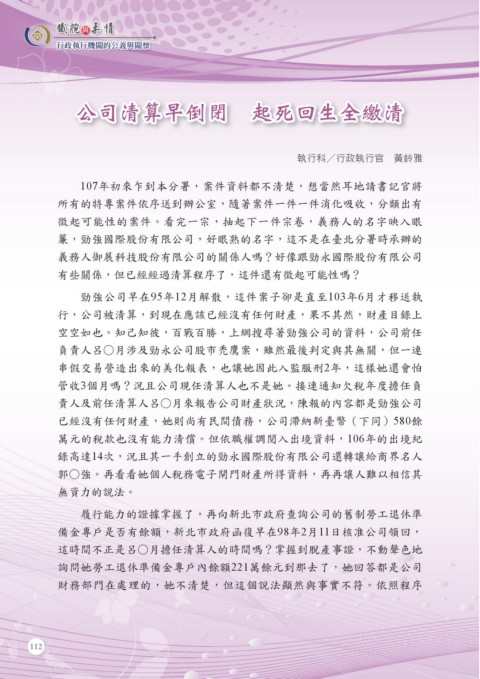 鐵腕與柔情
行政執行機關的公義與關懷
公司清算早倒閉　起死回生全繳清
執行科／行政執行官　黃鈴雅
107年初來乍到本分署，案件資料都不清楚，想當然耳地請書記官將
所有的特專案件依序送到辦公室，隨著案件一件一件消化吸收，分類出有
徵起可能性的案件。看完一宗，抽起下一件宗卷，義務人的名字映入眼
簾，勁強國際股份有限公司，好眼熟的名字，這不是在臺北分署時承辦的
義務人御展科技股份有限公司的關係人嗎？好像跟勁永國際股份有限公司
有些關係，但已經經過清算程序了，這件還有徵起可能性嗎？
勁強公司早在95年12月解散，這件案子卻是直至103年6月才移送執
行，公司被清算，到現在應該已經沒有任何財產，果不其然，財產目錄上
空空如也。知己知彼，百戰百勝，上網搜尋著勁強公司的資料，公司前任
負責人呂〇月涉及勁永公司股市禿鷹案，雖然最後判定與其無關，但一連
串假交易營造出來的美化報表，也讓她因此入監服刑2年，這樣她還會怕
管收3個月嗎？況且公司現任清算人也不是她。接連通知欠稅年度擔任負
責人及前任清算人呂〇月來報告公司財產狀況，陳報的內容都是勁強公司
已經沒有任何財產，她則尚有民間債務，公司滯納新臺幣（下同）580餘
萬元的稅款也沒有能力清償。但依職權調閱入出境資料，106年的出境紀
錄高達14次，況且其一手創立的勁永國際股份有限公司還轉讓給商界名人
郭〇強。再看看她個人稅務電子閘門財產所得資料，再再讓人難以相信其
無資力的說法。
履行能力的證據掌握了，再向新北市政府查詢公司的舊制勞工退休準
備金專戶是否有餘額，新北市政府函復早在98年2月11日核准公司領回，
這時間不正是呂〇月擔任清算人的時間嗎？掌握到脫產事證，不動聲色地
詢問她勞工退休準備金專戶內餘額221萬餘元到那去了，她回答都是公司
財務部門在處理的，她不清楚，但這個說法顯然與事實不符。依照程序
112